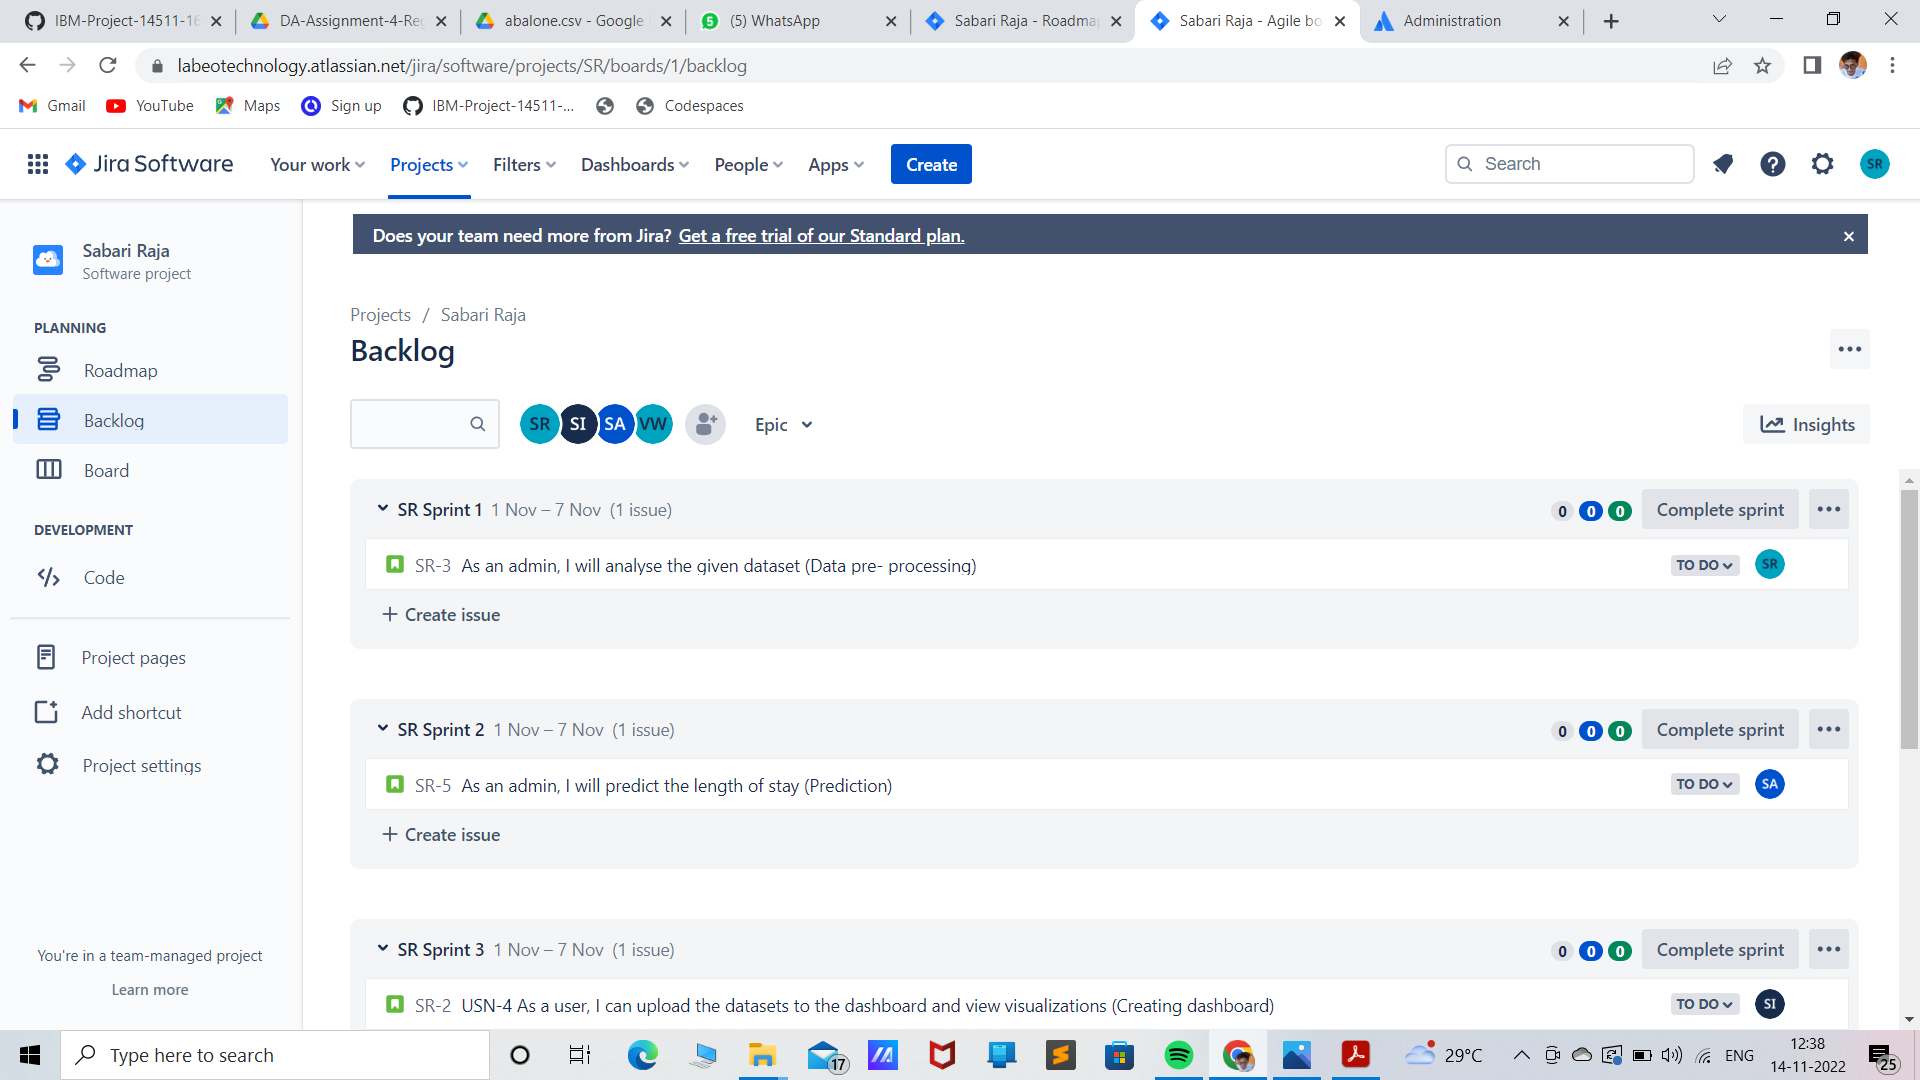 IBM-Project-14511-16
DA-Assignment-4-Reg
abalone.csv - Google
(5) WhatsApp
Sabari Raja - Roadmap
Sabari Raja - Agile bo
Administration
labeotechnology.atlassian.net/jira/software/projects/SR/boards/1/backlog
Gmail
YouTube
Maps
Sign up
IBM-Project-14511-...
Codespaces
Jira Software
Your work
Projects
Filters
Dashboards
People
Apps
Create
Search
SR
Sabari Raja
Software project
PLANNING
Roadmap
Backlog
Board
DEVELOPMENT
Code
Project pages
Add shortcut
Project settings
You're in a team-managed project
Learn more
Does your team need more from Jira? Get a free trial of our Standard plan.
Projects / Sabari Raja
Backlog
SR SI SA VW
Epic
Insights
SR Sprint 1 1 Nov – 7 Nov (1 issue)
0 0 0 Complete sprint
SR-3 As an admin, I will analyse the given dataset (Data pre- processing)
TO DO SR
+ Create issue
SR Sprint 2 1 Nov – 7 Nov (1 issue)
0 0 0 Complete sprint
SR-5 As an admin, I will predict the length of stay (Prediction)
TO DO SA
+ Create issue
SR Sprint 3 1 Nov – 7 Nov (1 issue)
0 0 0 Complete sprint
SR-2 USN-4 As a user, I can upload the datasets to the dashboard and view visualizations (Creating dashboard)
TO DO SI
Type here to search
17
29°C
ENG
12:38
14-11-2022
25